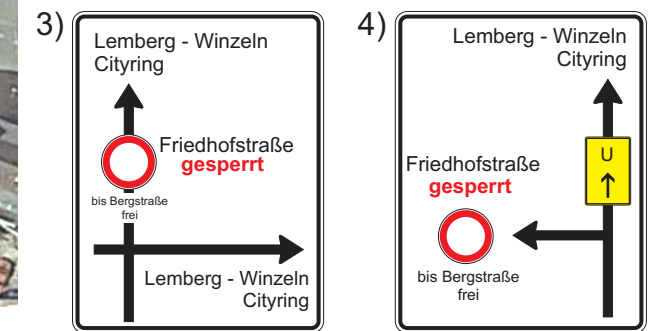 3)
Lemberg - Winzeln
Cityring
Friedhofstraße
gesperrt
bis Bergstraße
frei
Lemberg - Winzeln
Cityring
4)
Lemberg - Winzeln
Cityring
U
Friedhofstraße
gesperrt
bis Bergstraße
frei